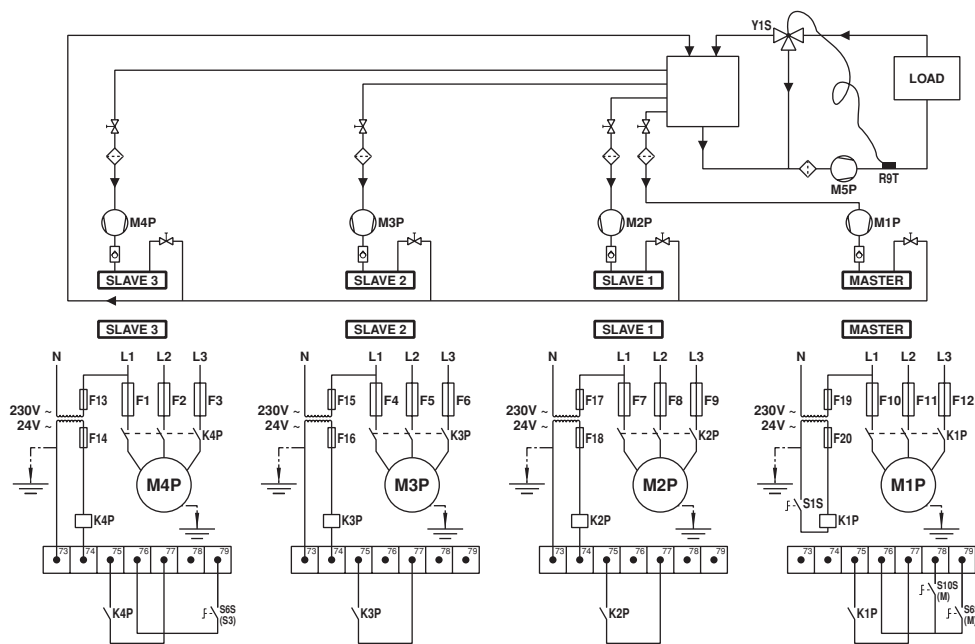 Y1S
LOAD
R9T
M5P
M4P
M3P
M2P
M1P
SLAVE 3
SLAVE 2
SLAVE 1
MASTER
SLAVE 3
SLAVE 2
SLAVE 1
MASTER
N L1 L2 L3
N L1 L2 L3
N L1 L2 L3
N L1 L2 L3
F13 F1 F2 F3
F15 F4 F5 F6
F17 F7 F8 F9
F19 F10 F11 F12
230V ~
24V ~
F14
K4P
230V ~
24V ~
F16
K3P
230V ~
24V ~
F18
K2P
230V ~
24V ~
F20
K1P
M4P
M3P
M2P
M1P
S1S
K4P
K3P
K2P
K1P
73 74 75 76 77 78 79
73 74 75 76 77 78 79
73 74 75 76 77 78 79
73 74 75 76 77 78 79
K4P
S6S
(S3)
K3P
K2P
K1P
S10S
(M)
S6
(M